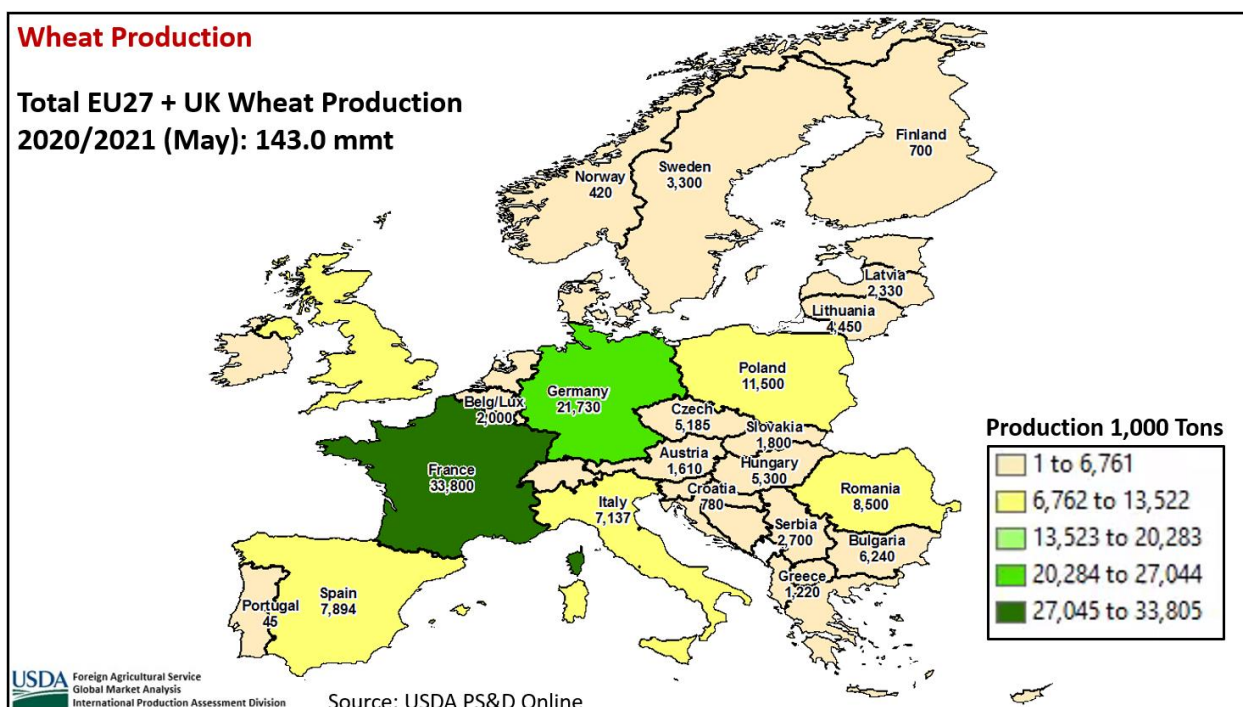 Wheat Production
Total EU27 + UK Wheat Production
2020/2021 (May): 143.0 mmt
Finland
700
Sweden
3,300
Norway
420
Latvia
2,330
Lithuania
4,450
Poland
11,500
Germany
21,730
Belg/Lux
2,000
Czech
5,185
Slovakia
1,800
Austria
1,610
Hungary
5,300
France
33,800
Croatia
780
Romania
8,500
Italy
7,137
Serbia
2,700
Bulgaria
6,240
Greece
1,220
Spain
7,894
Portugal
45
Production 1,000 Tons
1 to 6,761
6,762 to 13,522
13,523 to 20,283
20,284 to 27,044
27,045 to 33,805
USDA
Foreign Agricultural Service
Global Market Analysis
International Production Assessment Division
Source: USDA PS&D Online